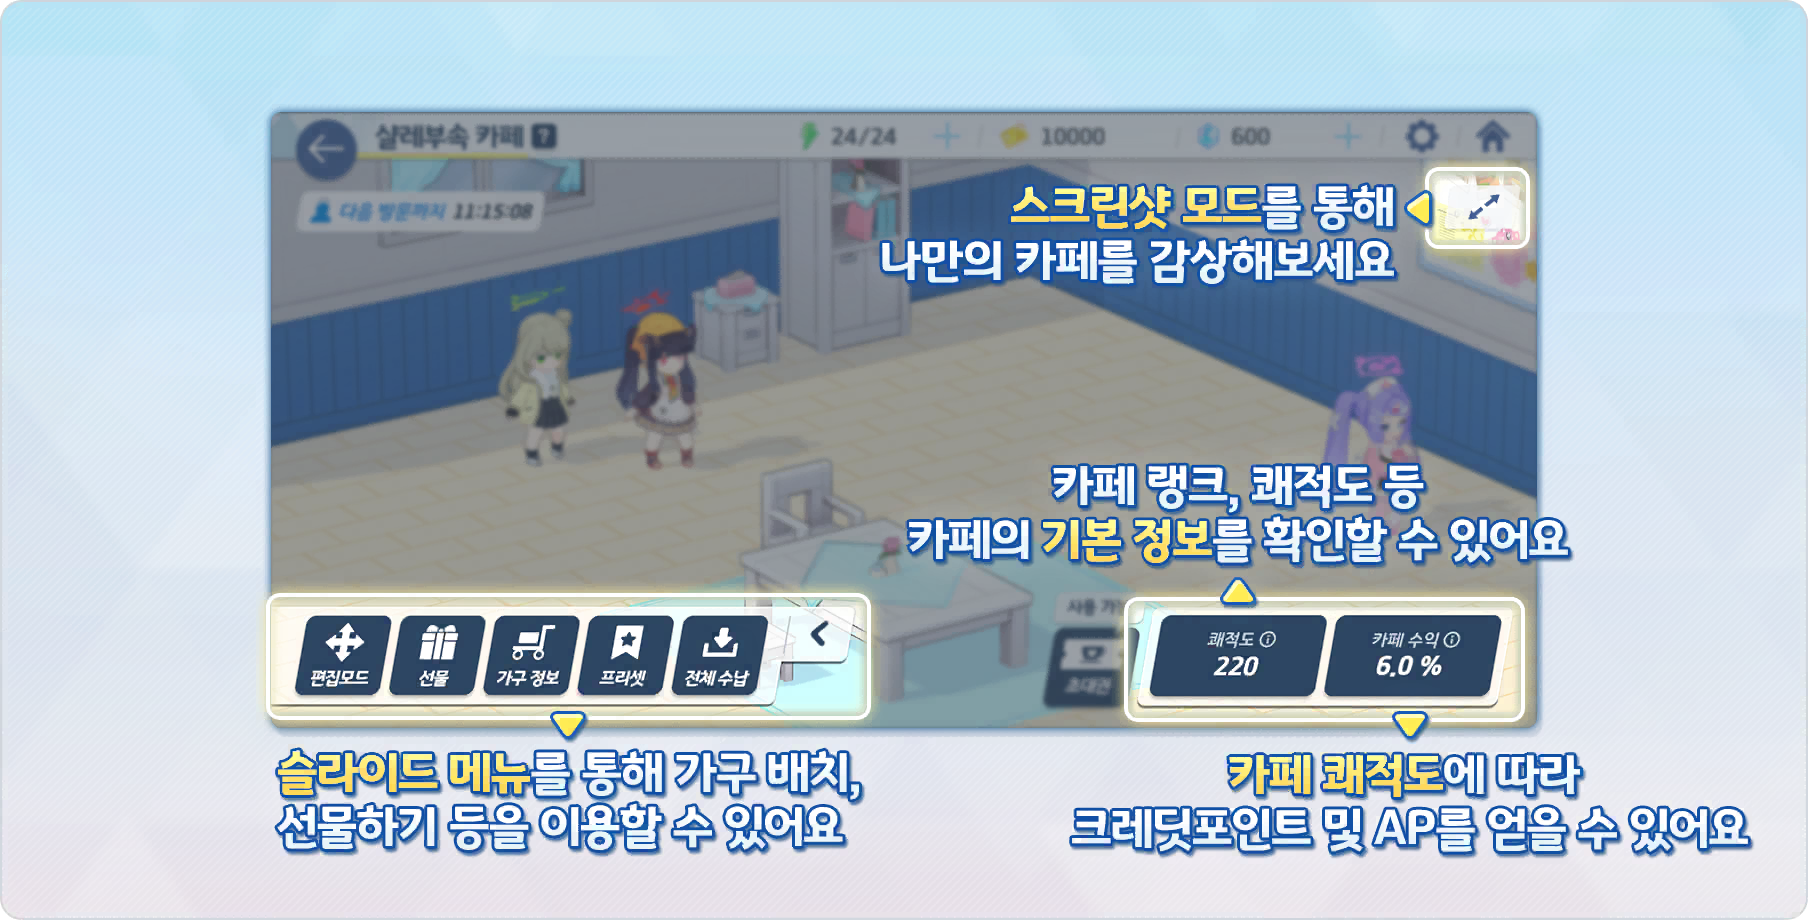 샬레부속 카페 ?
24/24
10000
600
다음 방문까지 11:15:08
스크린샷 모드를 통해
나만의 카페를 감상해보세요
카페 랭크, 쾌적도 등
카페의 기본 정보를 확인할 수 있어요
편집모드
선물
가구 정보
프리셋
전체 수납
사용 가능
초대권
쾌적도
220
카페 수익
6.0 %
슬라이드 메뉴를 통해 가구 배치,
선물하기 등을 이용할 수 있어요
카페 쾌적도에 따라
크레딧포인트 및 AP를 얻을 수 있어요